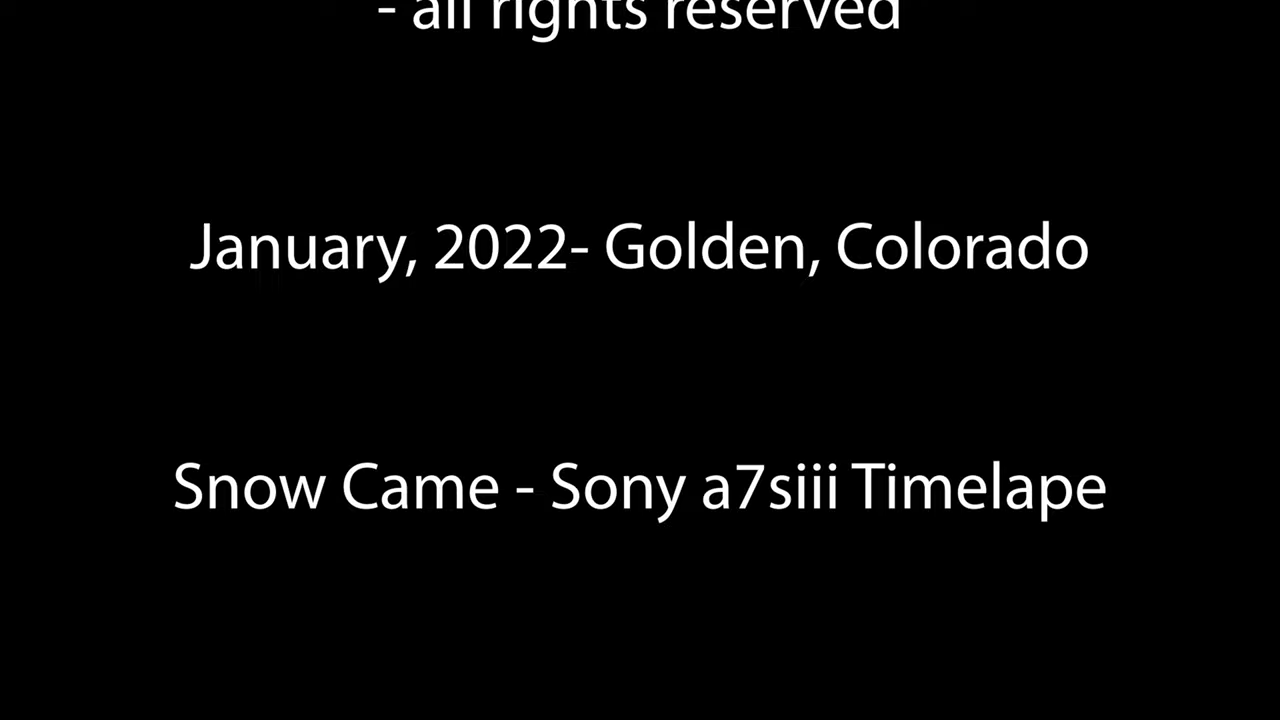 - all rights reserved
January, 2022- Golden, Colorado
Snow Came - Sony a7siii Timelape